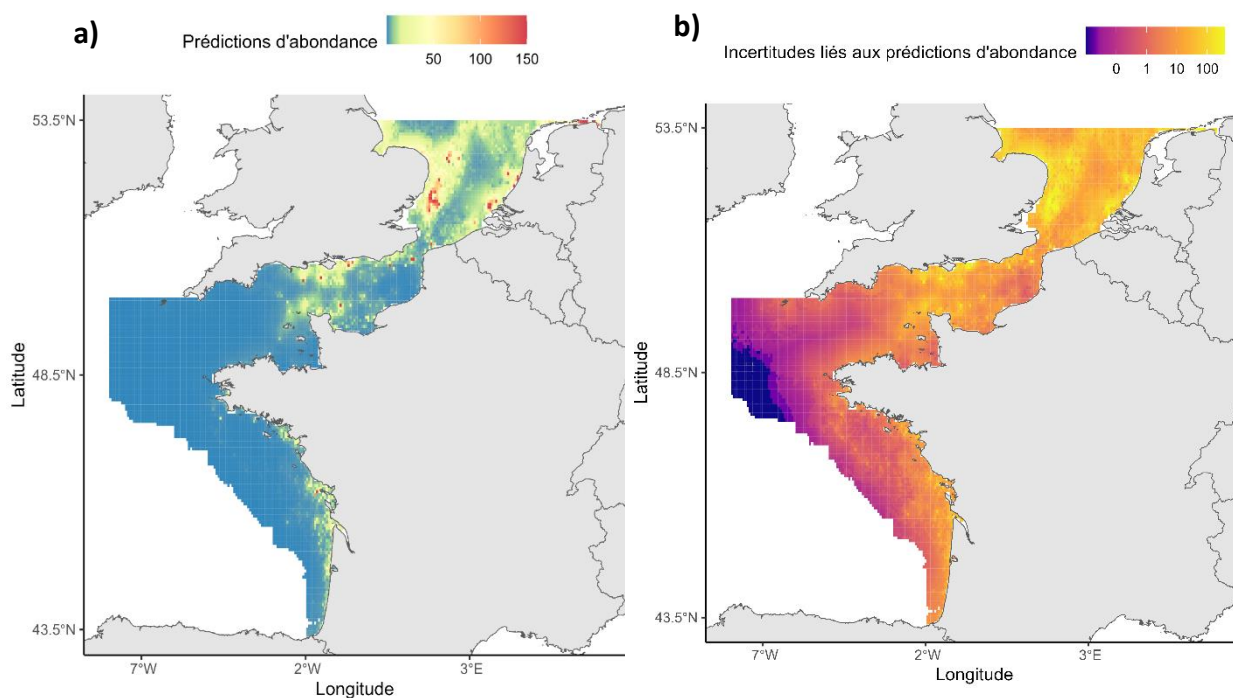 a)
Prédictions d'abondance
50 100 150
53.5°N
48.5°N
43.5°N
Latitude
7°W 2°W 3°E
Longitude
b)
Incertitudes liés aux prédictions d'abondance
0 1 10 100
53.5°N
48.5°N
43.5°N
Latitude
7°W 2°W 3°E
Longitude